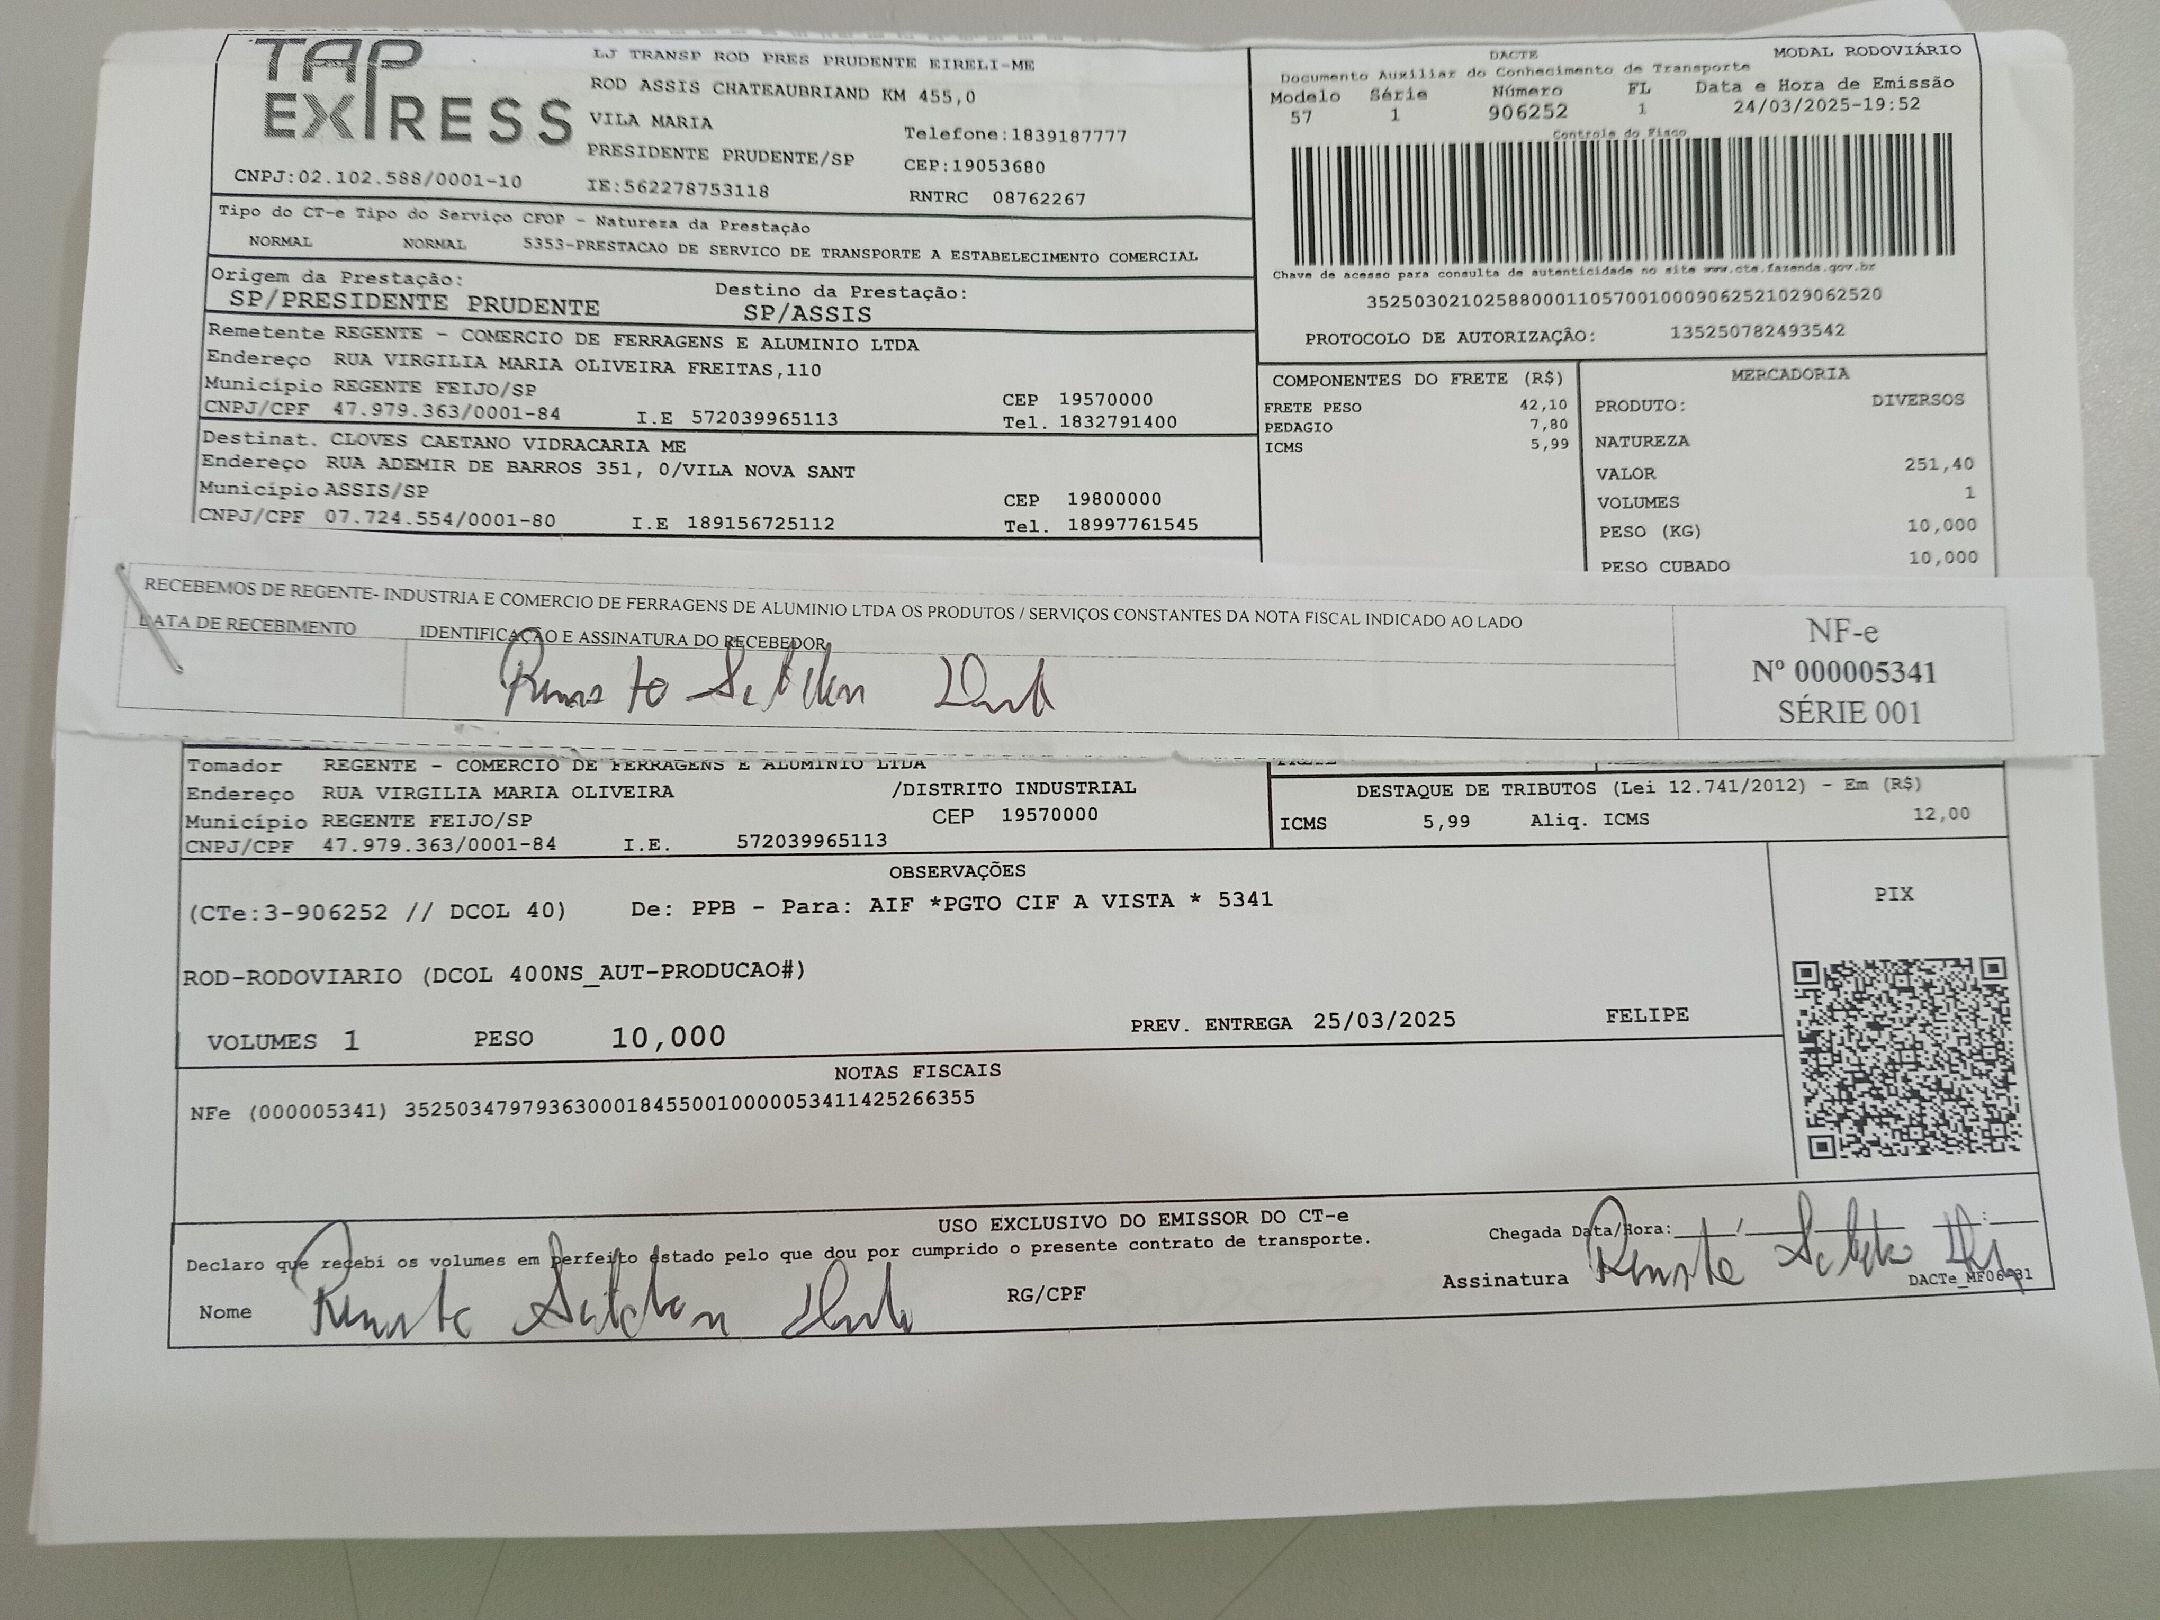 TAP EXPRESS
LJ TRANSP ROD PRES PRUDENTE EIRELI-ME
ROD ASSIS CHATEAUBRIAND KM 455,0
VILA MARIA Telefone:1839187777
PRESIDENTE PRUDENTE/SP CEP:19053680
CNPJ:02.102.588/0001-10 IE:562278753118 RNTRC 08762267
DACTE MODAL RODOVIÁRIO
Documento Auxiliar do Conhecimento de Transporte
Modelo Série Número FL Data e Hora de Emissão
57 1 906252 1 24/03/2025-19:52
Controle do Fisco
Chave de acesso para consulta de autenticidade no site www.cte.fazenda.gov.br
35250302102588000110570010009062521029062520
PROTOCOLO DE AUTORIZAÇÃO: 135250782493542
Tipo do CT-e Tipo do Serviço CFOP - Natureza da Prestação
NORMAL NORMAL 5353-PRESTACAO DE SERVICO DE TRANSPORTE A ESTABELECIMENTO COMERCIAL
Origem da Prestação: Destino da Prestação:
SP/PRESIDENTE PRUDENTE SP/ASSIS
Remetente REGENTE - COMERCIO DE FERRAGENS E ALUMINIO LTDA
Endereço RUA VIRGILIA MARIA OLIVEIRA FREITAS,110
Município REGENTE FEIJO/SP CEP 19570000
CNPJ/CPF 47.979.363/0001-84 I.E 572039965113 Tel. 1832791400
Destinat. CLOVES CAETANO VIDRACARIA ME
Endereço RUA ADEMIR DE BARROS 351, 0/VILA NOVA SANT
Município ASSIS/SP CEP 19800000
CNPJ/CPF 07.724.554/0001-80 I.E 189156725112 Tel. 18997761545
COMPONENTES DO FRETE (R$)
FRETE PESO 42,10
PEDAGIO 7,80
ICMS 5,99
MERCADORIA
PRODUTO: DIVERSOS
NATUREZA
VALOR 251,40
VOLUMES 1
PESO (KG) 10,000
PESO CUBADO 10,000
RECEBEMOS DE REGENTE- INDUSTRIA E COMERCIO DE FERRAGENS DE ALUMINIO LTDA OS PRODUTOS / SERVIÇOS CONSTANTES DA NOTA FISCAL INDICADO AO LADO
DATA DE RECEBIMENTO IDENTIFICAÇÃO E ASSINATURA DO RECEBEDOR
NF-e
Nº 000005341
SÉRIE 001
Tomador REGENTE - COMERCIO DE FERRAGENS E ALUMINIO LTDA
Endereço RUA VIRGILIA MARIA OLIVEIRA /DISTRITO INDUSTRIAL
Município REGENTE FEIJO/SP CEP 19570000
CNPJ/CPF 47.979.363/0001-84 I.E. 572039965113
DESTAQUE DE TRIBUTOS (Lei 12.741/2012) - Em (R$)
ICMS 5,99 Aliq. ICMS 12,00
OBSERVAÇÕES
(CTe:3-906252 // DCOL 40) De: PPB - Para: AIF *PGTO CIF A VISTA * 5341
PIX
ROD-RODOVIARIO (DCOL 400NS_AUT-PRODUCAO#)
VOLUMES 1 PESO 10,000 PREV. ENTREGA 25/03/2025 FELIPE
NOTAS FISCAIS
NFe (000005341) 35250347979363000184550010000053411425266355
USO EXCLUSIVO DO EMISSOR DO CT-e
Declaro que recebi os volumes em perfeito estado pelo que dou por cumprido o presente contrato de transporte.
Chegada Data/Hora:
Nome RG/CPF Assinatura